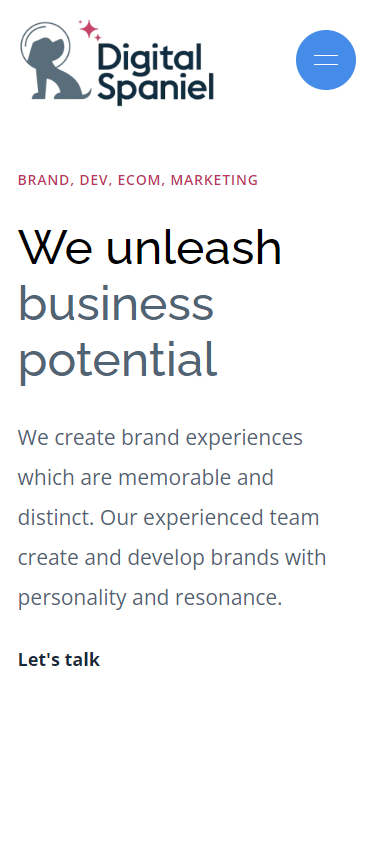 Digital
Spaniel
BRAND, DEV, ECOM, MARKETING
We unleash
business
potential
We create brand experiences
which are memorable and
distinct. Our experienced team
create and develop brands with
personality and resonance.
Let's talk